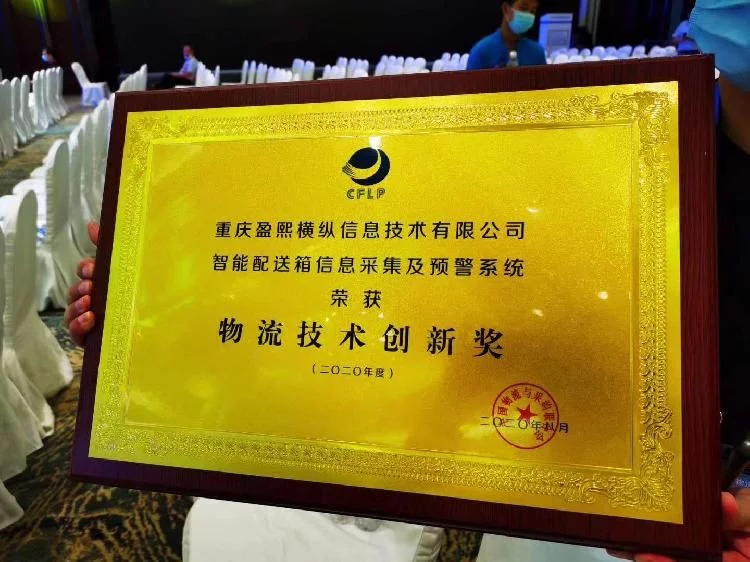 CFLP
重庆盈熙横纵信息技术有限公司
智能配送箱信息采集及预警系统
荣获
物流技术创新奖
（二〇二〇年度）
二〇二〇年八月